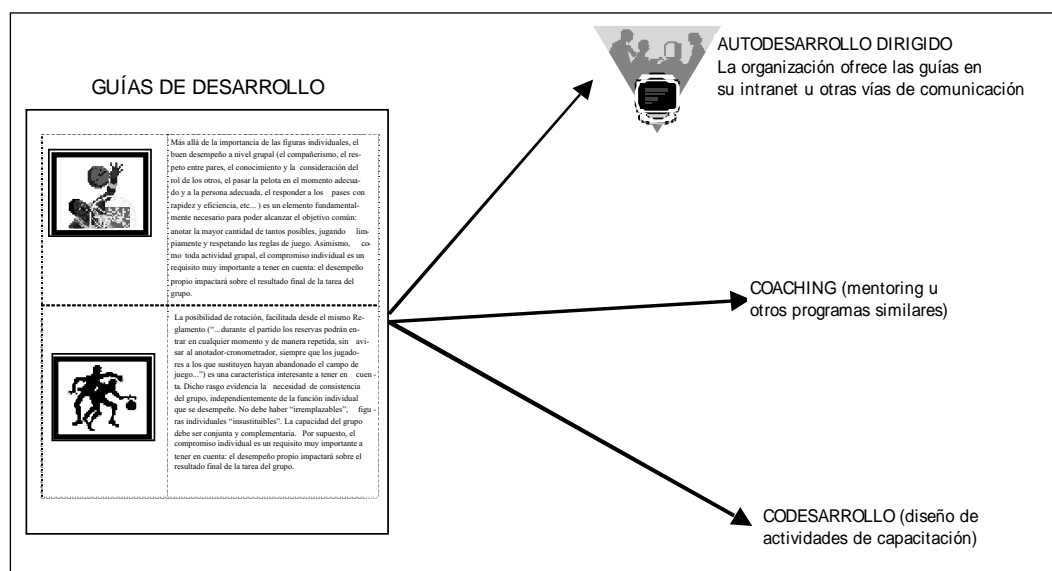 GUÍAS DE DESARROLLO
Más allá de la importancia de las figuras individuales, el
buen desempeño a nivel grupal (el compañerismo, el res-
peto entre pares, el conocimiento y la consideración del
rol de los otros, el pasar la pelota en el momento adecua-
do y a la persona adecuada, el responder a los pases con
rapidez y eficiencia, etc... ) es un elemento fundamental-
mente necesario para poder alcanzar el objetivo común:
anotar la mayor cantidad de tantos posibles, jugando lim-
piamente y respetando las reglas de juego. Asimismo, co-
mo toda actividad grupal, el compromiso individual es un
requisito muy importante a tener en cuenta: el desempeño
propio impactará sobre el resultado final de la tarea del
grupo.
La posibilidad de rotación, facilitada desde el mismo Re-
glamento (“...durante el partido los reservas podrán en-
trar en cualquier momento y de manera repetida, sin avi-
sar al anotador-cronometrador, siempre que los jugado-
res a los que sustituyen hayan abandonado el campo de
juego...”) es una característica interesante a tener en cuen -
ta. Dicho rasgo evidencia la necesidad de consistencia
del grupo, independientemente de la función individual
que se desempeñe. No debe haber “irremplazables”, figu -
ras individuales “insustituibles”. La capacidad del grupo
debe ser conjunta y complementaria. Por supuesto, el
compromiso individual es un requisito muy importante a
tener en cuenta: el desempeño propio impactará sobre el
resultado final de la tarea del grupo.
AUTODESARROLLO DIRIGIDO
La organización ofrece las guías en
su intranet u otras vías de comunicación
COACHING (mentoring u
otros programas similares)
CODESARROLLO (diseño de
actividades de capacitación)